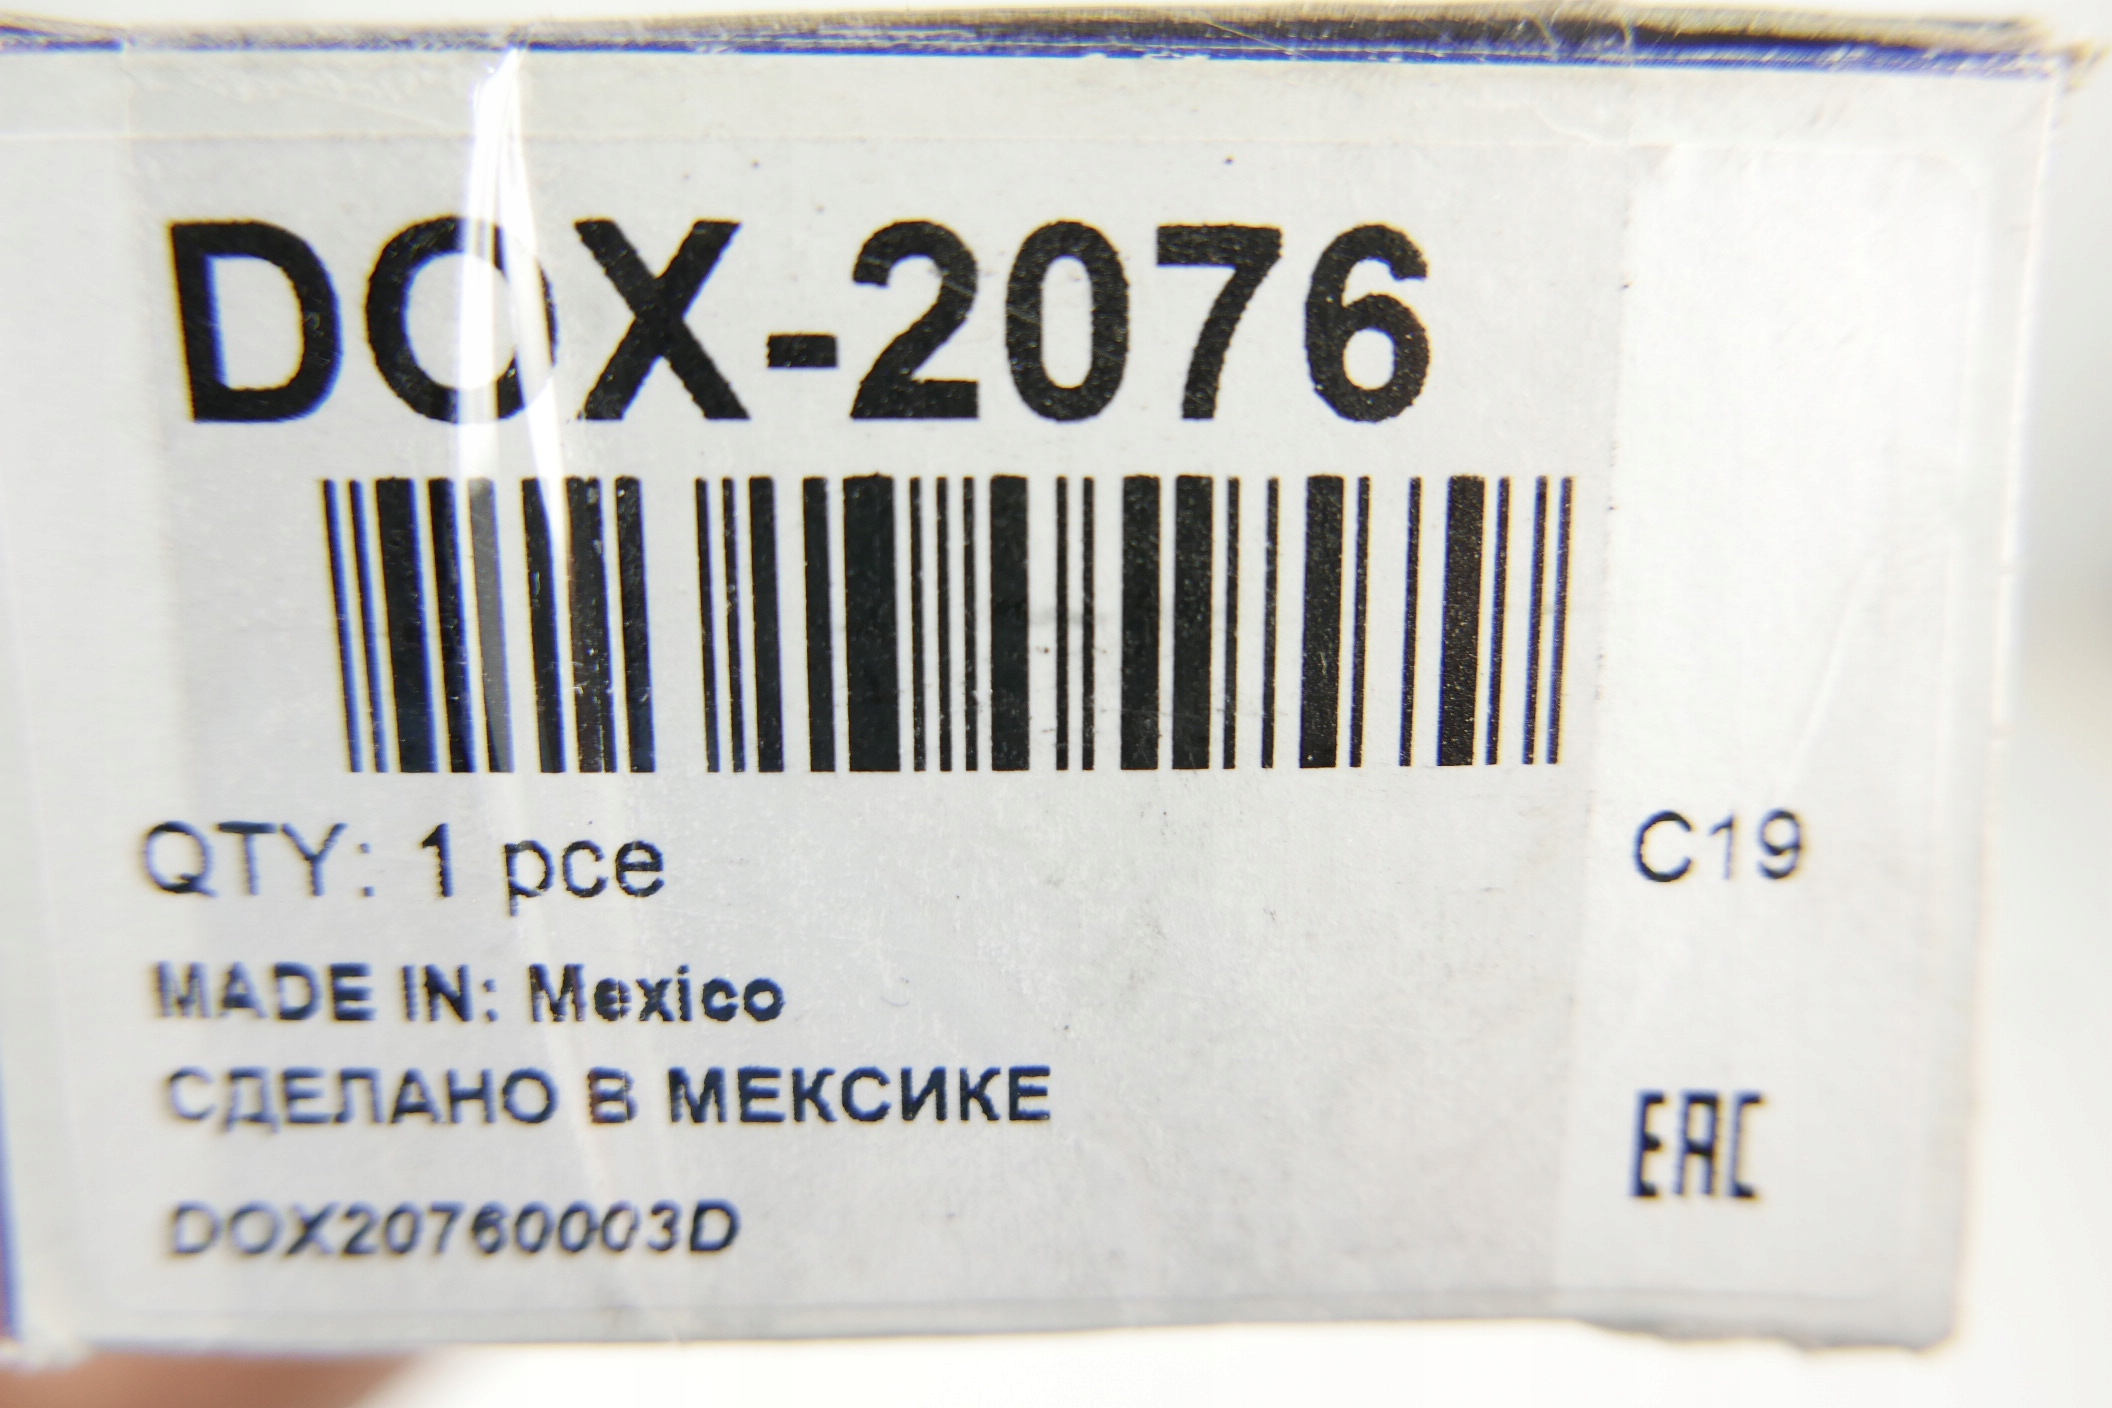 DOX-2076
QTY: 1 pce
C19
MADE IN: Mexico
СДЕЛАНО В МЕКСИКЕ
EAC
DOX20760003D